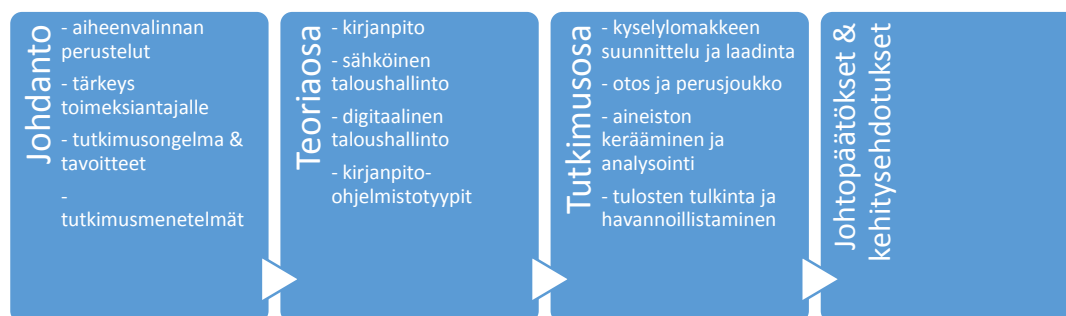 Johdanto
- aiheenvalinnan
perustelut
- tärkeys
toimeksiantajalle
- tutkimusongelma &
tavoitteet
-
tutkimusmenetelmät
Teoriaosa
- kirjanpito
- sähköinen
taloushallinto
- digitaalinen
taloushallinto
- kirjanpito-
ohjelmistotyypit
Tutkimusosa
- kyselylomakkeen
suunnittelu ja laadinta
- otos ja perusjoukko
- aineiston
kerääminen ja
analysointi
- tulosten tulkinta ja
havannoillistaminen
Johtopäätökset &
kehitysehdotukset